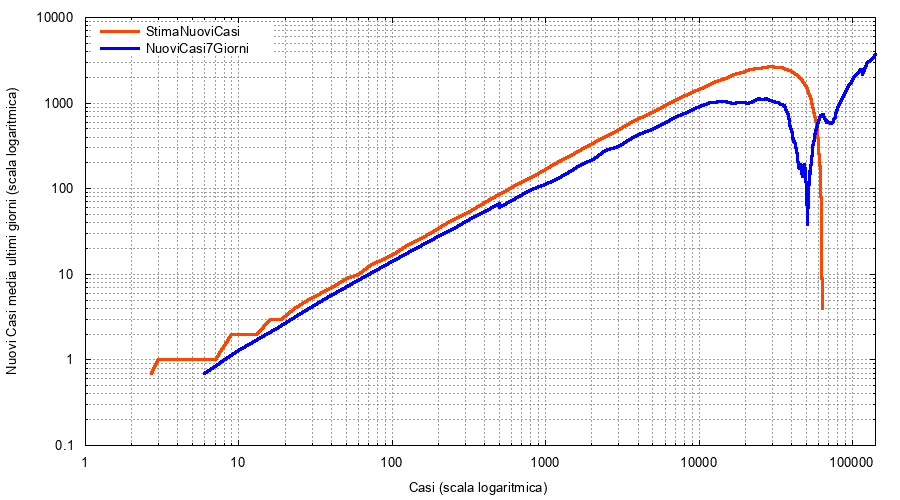 10000
1000
100
10
1
0.1
StimaNuoviCasi
NuoviCasi7Giorni
Nuovi Casi media ultimi giorni (scala logaritmica)
1 10 100 1000 10000 100000
Casi (scala logaritmica)